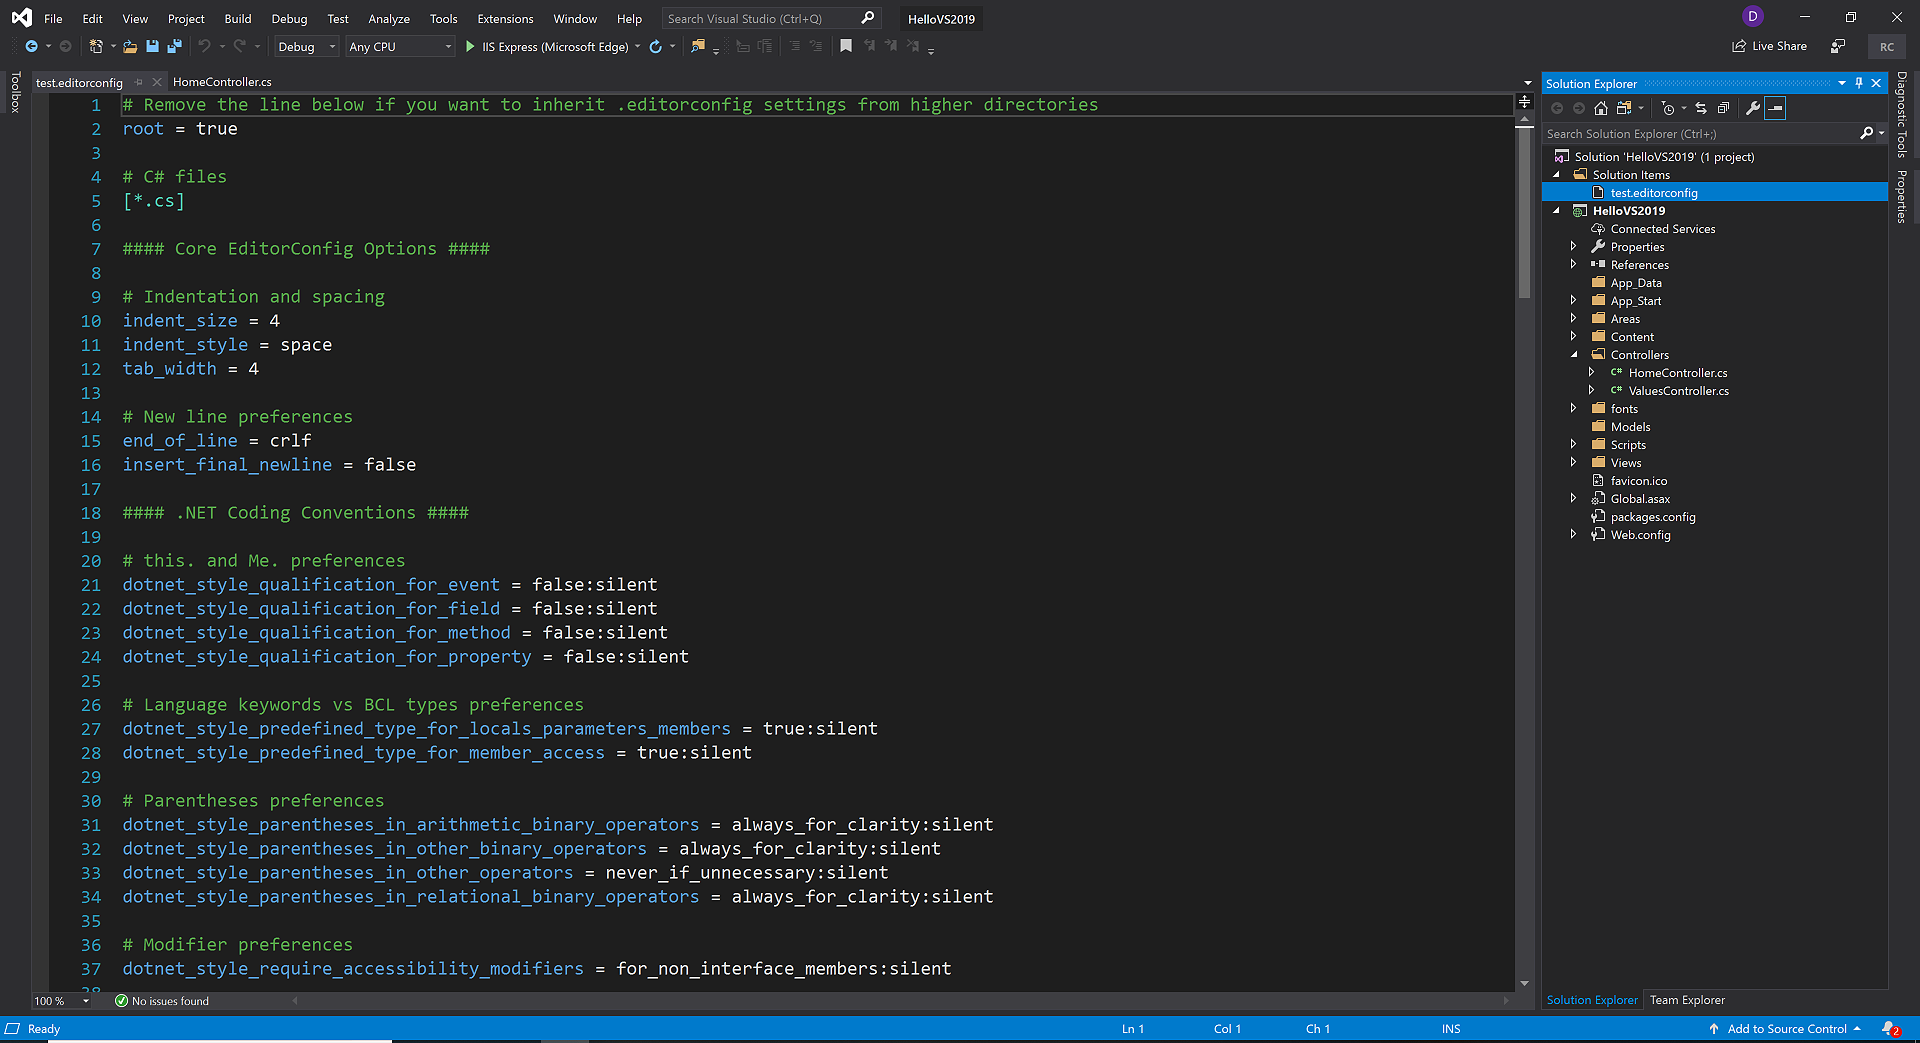 File Edit View Project Build Debug Test Analyze Tools Extensions Window Help Search Visual Studio (Ctrl+Q) HelloVS2019 D
Debug Any CPU IIS Express (Microsoft Edge) Live Share RC
Toolbox
test.editorconfig HomeController.cs
1 # Remove the line below if you want to inherit .editorconfig settings from higher directories
2 root = true
3
4 # C# files
5 [*.cs]
6
7 #### Core EditorConfig Options ####
8
9 # Indentation and spacing
10 indent_size = 4
11 indent_style = space
12 tab_width = 4
13
14 # New line preferences
15 end_of_line = crlf
16 insert_final_newline = false
17
18 #### .NET Coding Conventions ####
19
20 # this. and Me. preferences
21 dotnet_style_qualification_for_event = false:silent
22 dotnet_style_qualification_for_field = false:silent
23 dotnet_style_qualification_for_method = false:silent
24 dotnet_style_qualification_for_property = false:silent
25
26 # Language keywords vs BCL types preferences
27 dotnet_style_predefined_type_for_locals_parameters_members = true:silent
28 dotnet_style_predefined_type_for_member_access = true:silent
29
30 # Parentheses preferences
31 dotnet_style_parentheses_in_arithmetic_binary_operators = always_for_clarity:silent
32 dotnet_style_parentheses_in_other_binary_operators = always_for_clarity:silent
33 dotnet_style_parentheses_in_other_operators = never_if_unnecessary:silent
34 dotnet_style_parentheses_in_relational_binary_operators = always_for_clarity:silent
35
36 # Modifier preferences
37 dotnet_style_require_accessibility_modifiers = for_non_interface_members:silent
38
100 % No issues found
Solution Explorer
Search Solution Explorer (Ctrl+;)
Solution 'HelloVS2019' (1 project)
Solution Items
test.editorconfig
HelloVS2019
Connected Services
Properties
References
App_Data
App_Start
Areas
Content
Controllers
C# HomeController.cs
C# ValuesController.cs
fonts
Models
Scripts
Views
favicon.ico
Global.asax
packages.config
Web.config
Solution Explorer Team Explorer
Diagnostic Tools
Properties
Ready Ln 1 Col 1 Ch 1 INS Add to Source Control 2